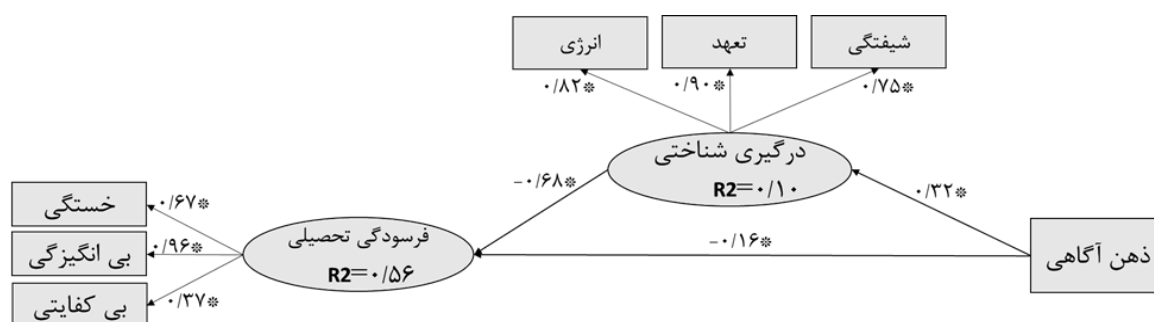 انرژی
تعهد
شیفتگی
۰/۸۲*
۰/۹۰*
۰/۷۵*
درگیری شناختی
R2=۰/۱۰
-۰/۶۸*
۰/۳۲*
خستگی
۰/۶۷*
بی انگیزگی
۰/۹۶*
بی کفایتی
۰/۳۷*
فرسودگی تحصیلی
R2=۰/۵۶
-۰/۱۶*
ذهن آگاهی